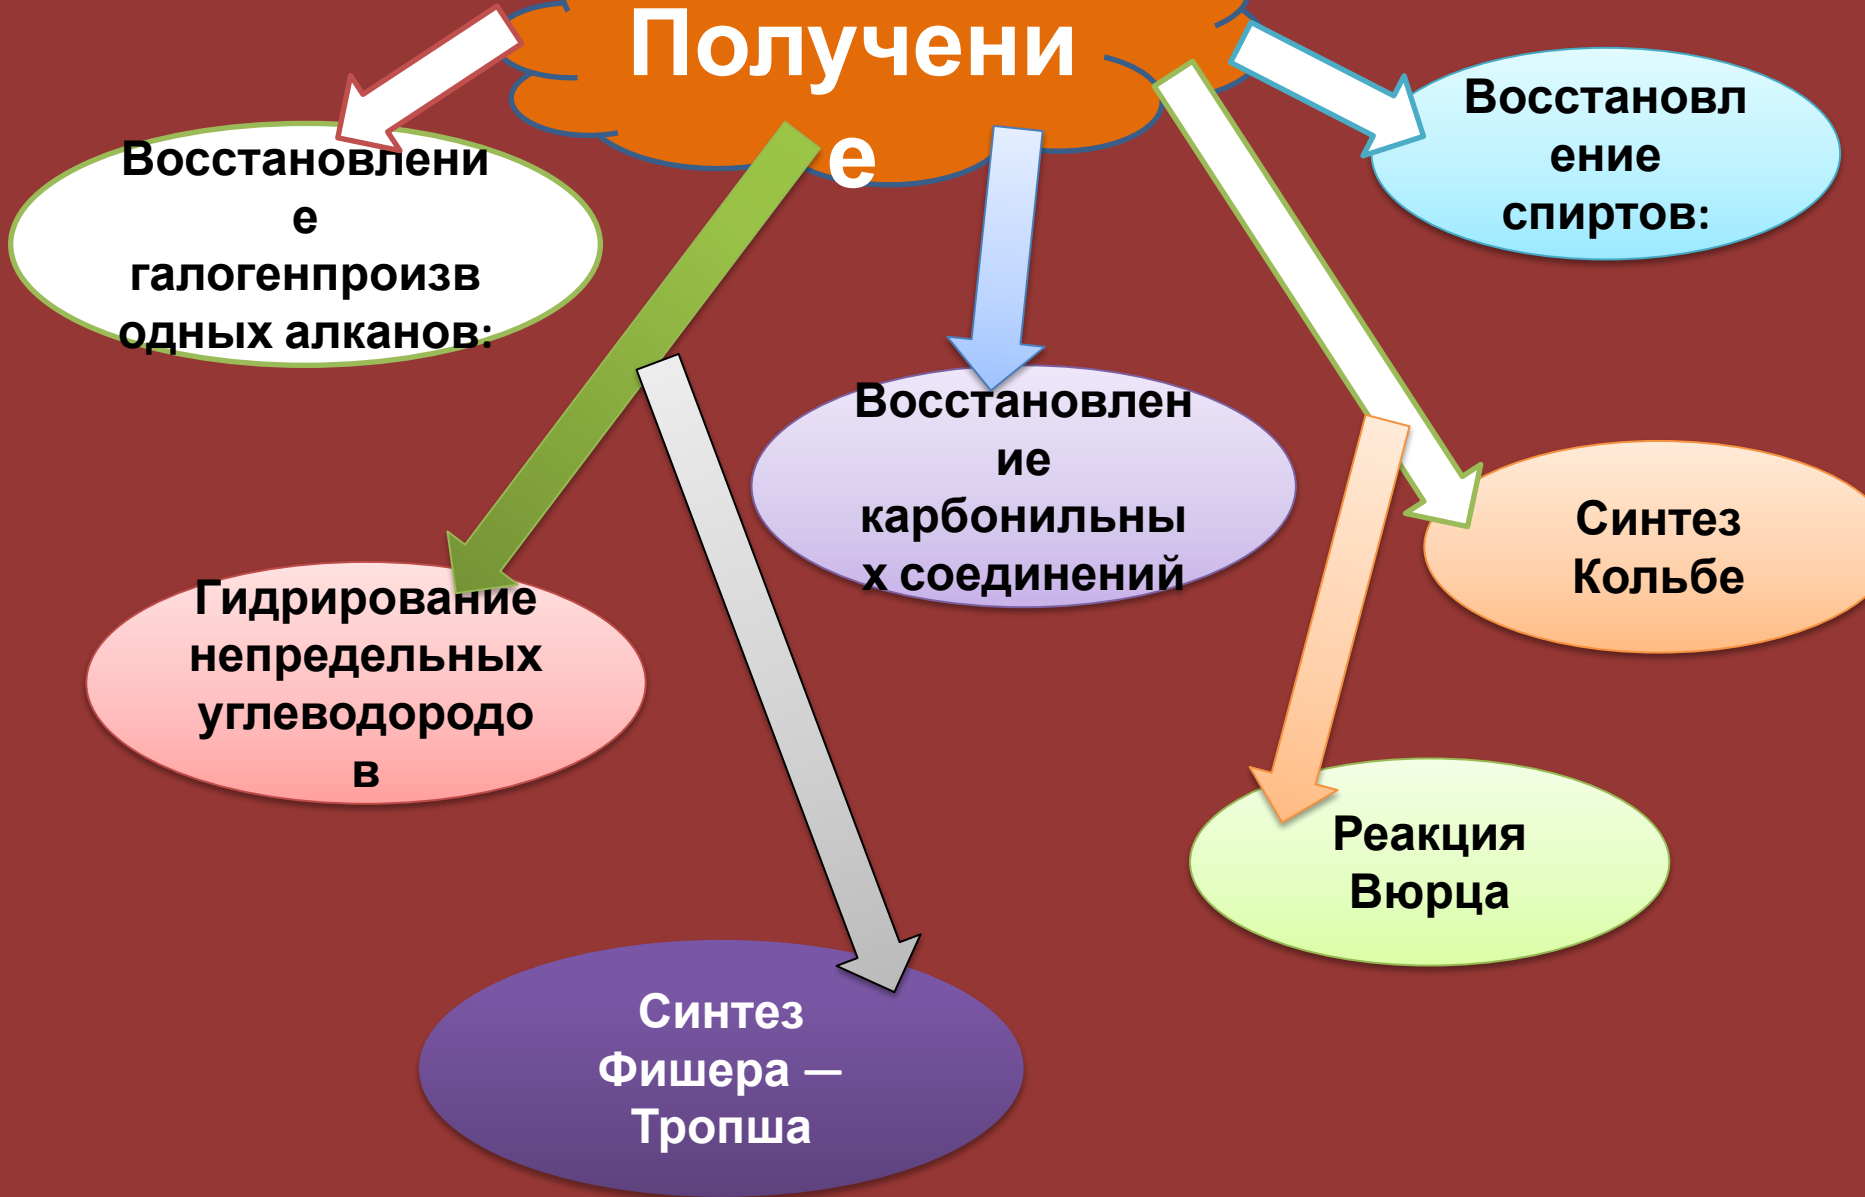 Получени
е
Восстановлени
е
галогенпроизв
одных алканов:
Восстановл
ение
спиртов:
Восстановлен
ие
карбонильны
х соединений
Синтез
Кольбе
Гидрирование
непредельных
углеводородо
в
Реакция
Вюрца
Синтез
Фишера —
Тропша